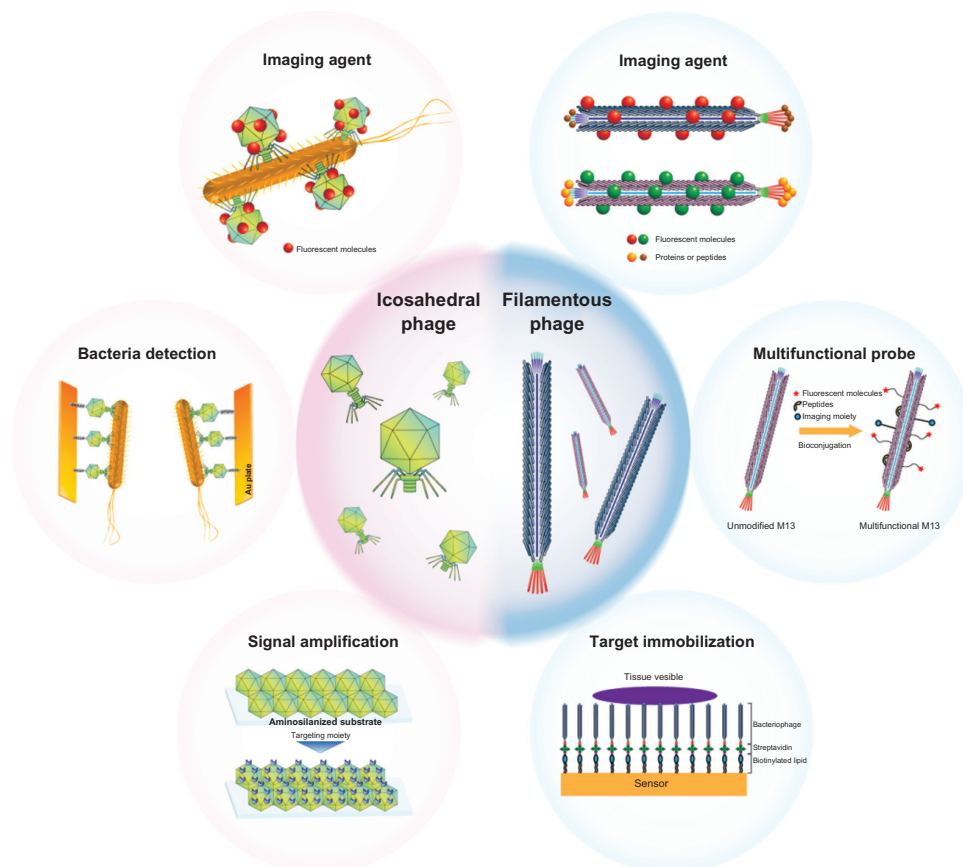 Imaging agent
Fluorescent molecules
Imaging agent
Fluorescent molecules
Proteins or peptides
Icosahedral
phage
Filamentous
phage
Bacteria detection
Au plate
Multifunctional probe
Fluorescent molecules
Peptides
Imaging moiety
Bioconjugation
Unmodified M13
Multifunctional M13
Signal amplification
Aminosilanized substrate
Targeting moiety
Target immobilization
Tissue vesible
Bacteriophage
Streptavidin
Biotinylated lipid
Sensor